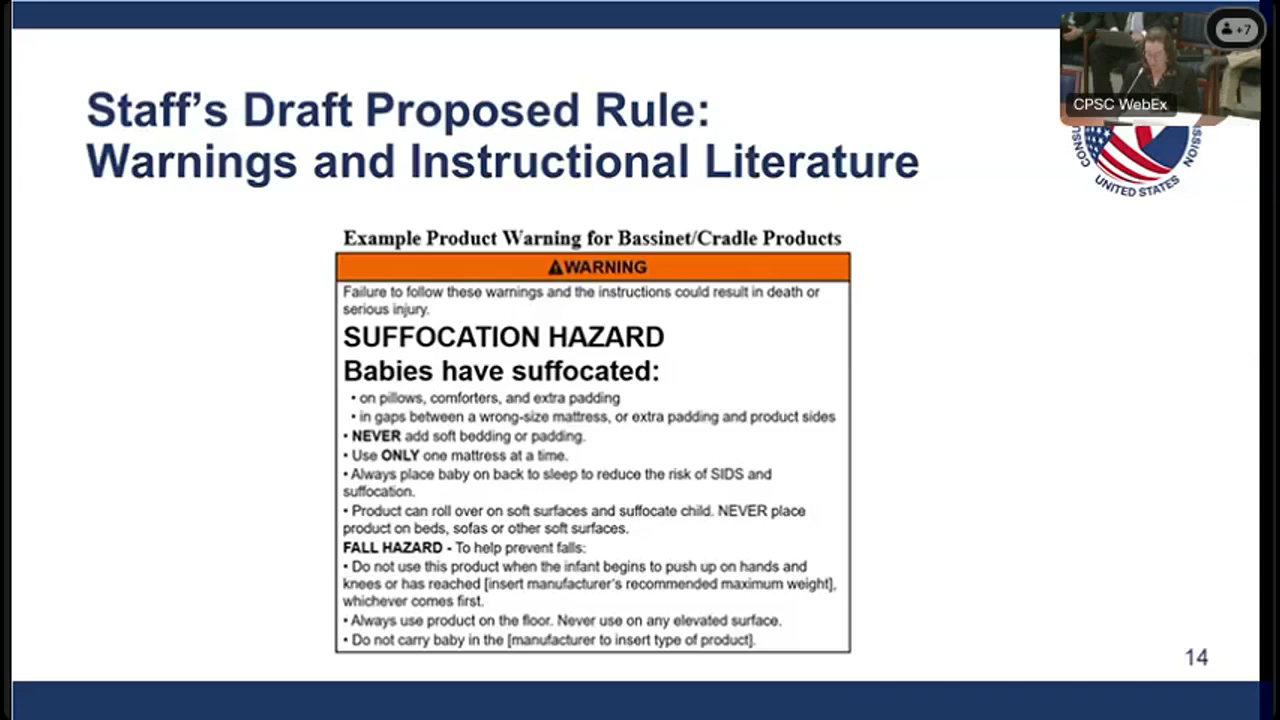 +7
CPSC WebEx
Staff's Draft Proposed Rule:
Warnings and Instructional Literature
UNITED STATES
Example Product Warning for Bassinet/Cradle Products
⚠WARNING
Failure to follow these warnings and the instructions could result in death or
serious injury.
SUFFOCATION HAZARD
Babies have suffocated:
• on pillows, comforters, and extra padding
• in gaps between a wrong-size mattress, or extra padding and product sides
• NEVER add soft bedding or padding.
• Use ONLY one mattress at a time.
• Always place baby on back to sleep to reduce the risk of SIDS and
suffocation.
• Product can roll over on soft surfaces and suffocate child. NEVER place
product on beds, sofas or other soft surfaces.
FALL HAZARD - To help prevent falls:
• Do not use this product when the infant begins to push up on hands and
knees or has reached [insert manufacturer's recommended maximum weight],
whichever comes first.
• Always use product on the floor. Never use on any elevated surface.
• Do not carry baby in the [manufacturer to insert type of product].
14